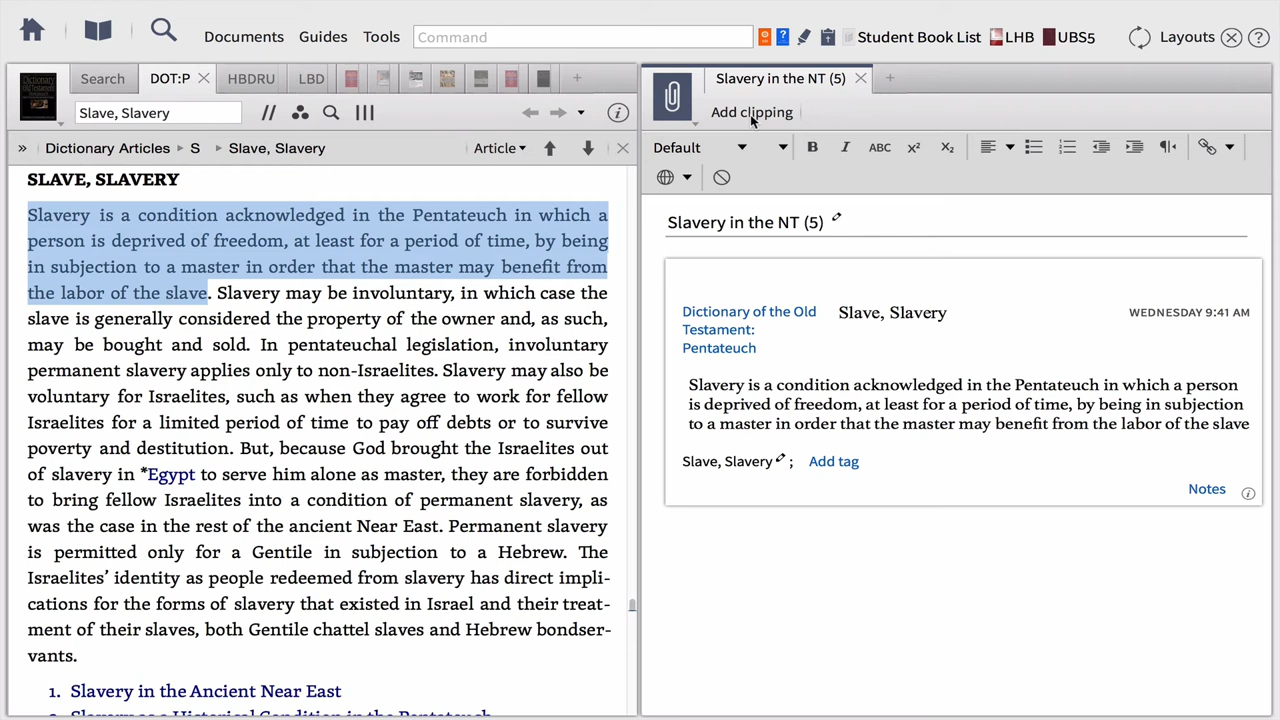 Documents Guides Tools Command Student Book List LHB UBS5 Layouts
Search DOT:P HBDRU LBD
Slave, Slavery
» Dictionary Articles S Slave, Slavery Article
SLAVE, SLAVERY
Slavery is a condition acknowledged in the Pentateuch in which a
person is deprived of freedom, at least for a period of time, by being
in subjection to a master in order that the master may benefit from
the labor of the slave. Slavery may be involuntary, in which case the
slave is generally considered the property of the owner and, as such,
may be bought and sold. In pentateuchal legislation, involuntary
permanent slavery applies only to non-Israelites. Slavery may also be
voluntary for Israelites, such as when they agree to work for fellow
Israelites for a limited period of time to pay off debts or to survive
poverty and destitution. But, because God brought the Israelites out
of slavery in *Egypt to serve him alone as master, they are forbidden
to bring fellow Israelites into a condition of permanent slavery, as
was the case in the rest of the ancient Near East. Permanent slavery
is permitted only for a Gentile in subjection to a Hebrew. The
Israelites' identity as people redeemed from slavery has direct impli-
cations for the forms of slavery that existed in Israel and their treat-
ment of their slaves, both Gentile chattel slaves and Hebrew bondser-
vants.
1. Slavery in the Ancient Near East
2. Slavery as a Historical Condition in the Pentateuch
Slavery in the NT (5)
Add clipping
Default B I ABC X² X₂
Slavery in the NT (5)
Dictionary of the Old
Testament:
Pentateuch
Slave, Slavery
WEDNESDAY 9:41 AM
Slavery is a condition acknowledged in the Pentateuch in which a person
is deprived of freedom, at least for a period of time, by being in subjection
to a master in order that the master may benefit from the labor of the slave
Slave, Slavery ; Add tag
Notes